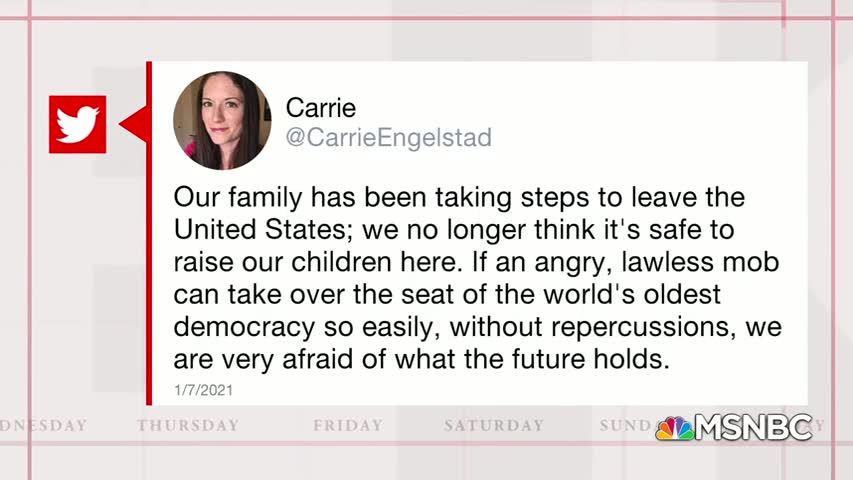 Carrie
@CarrieEngelstad
Our family has been taking steps to leave the
United States; we no longer think it's safe to
raise our children here. If an angry, lawless mob
can take over the seat of the world's oldest
democracy so easily, without repercussions, we
are very afraid of what the future holds.
1/7/2021
DNESDAY THURSDAY FRIDAY SATURDAY SUN
MSNBC